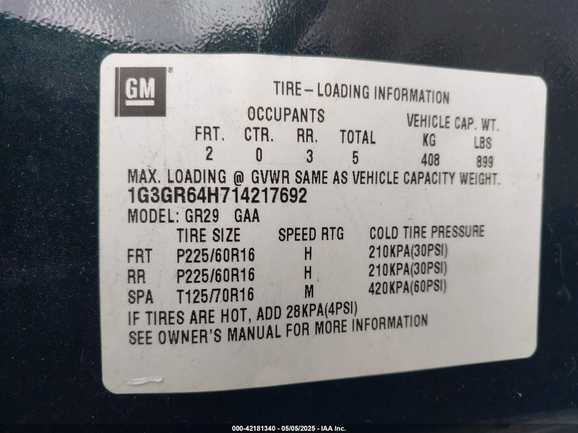 GM®
TIRE–LOADING INFORMATION
OCCUPANTS VEHICLE CAP. WT.
FRT. CTR. RR. TOTAL KG LBS
2 0 3 5 408 899
MAX. LOADING @ GVWR SAME AS VEHICLE CAPACITY WEIGHT.
1G3GR64H714217692
MODEL: GR29 GAA
TIRE SIZE SPEED RTG COLD TIRE PRESSURE
FRT P225/60R16 H 210KPA(30PSI)
RR P225/60R16 H 210KPA(30PSI)
SPA T125/70R16 M 420KPA(60PSI)
IF TIRES ARE HOT, ADD 28KPA(4PSI)
SEE OWNER'S MANUAL FOR MORE INFORMATION
000-42181340 - 05/05/2025 - IAA Inc.